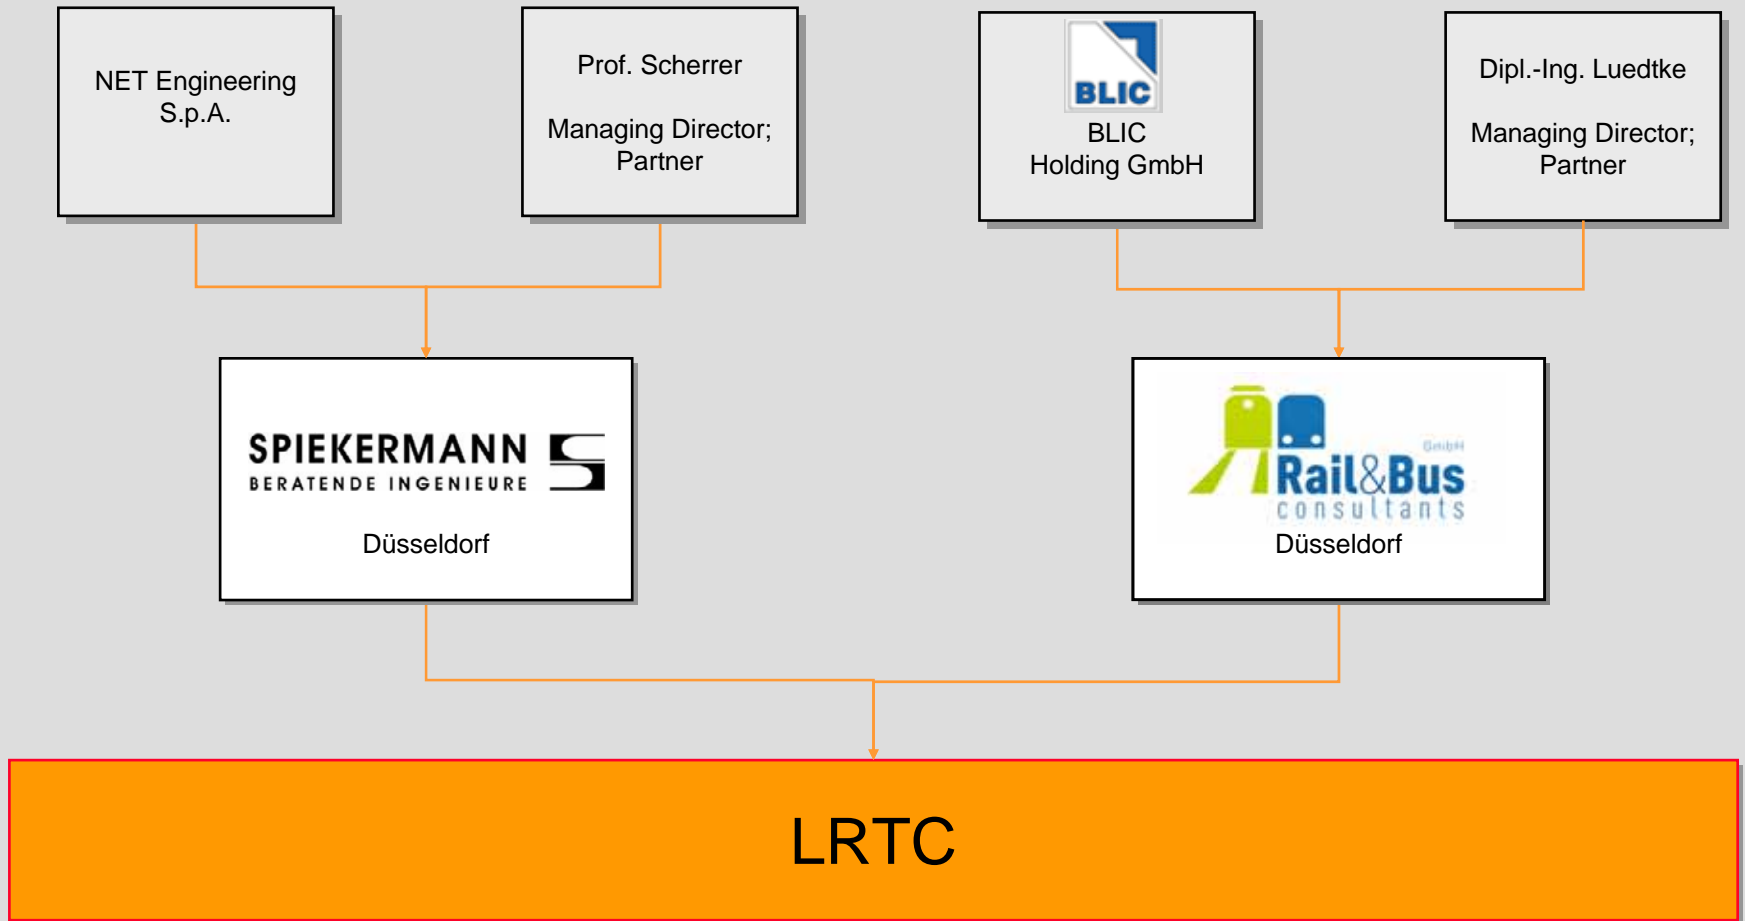 NET Engineering
S.p.A.
Prof. Scherrer
Managing Director;
Partner
BLIC
BLIC
Holding GmbH
Dipl.-Ing. Luedtke
Managing Director;
Partner
SPIEKERMANN
BERATENDE INGENIEURE
Düsseldorf
GmbH
Rail&Bus
consultants
Düsseldorf
LRTC